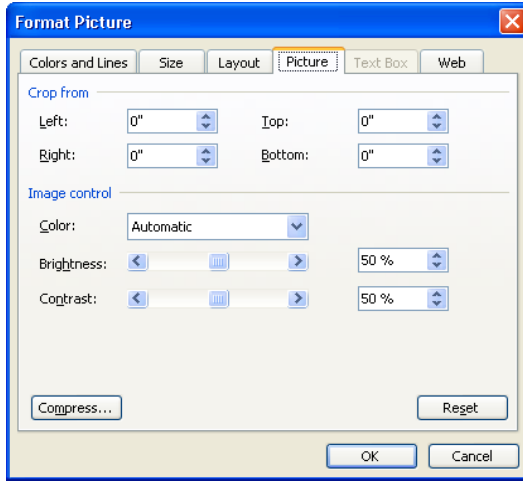 Format Picture
Colors and Lines Size Layout Picture Text Box Web
Crop from
Left: 0" Top: 0"
Right: 0" Bottom: 0"
Image control
Color: Automatic
Brightness: 50 %
Contrast: 50 %
Compress... Reset
OK Cancel